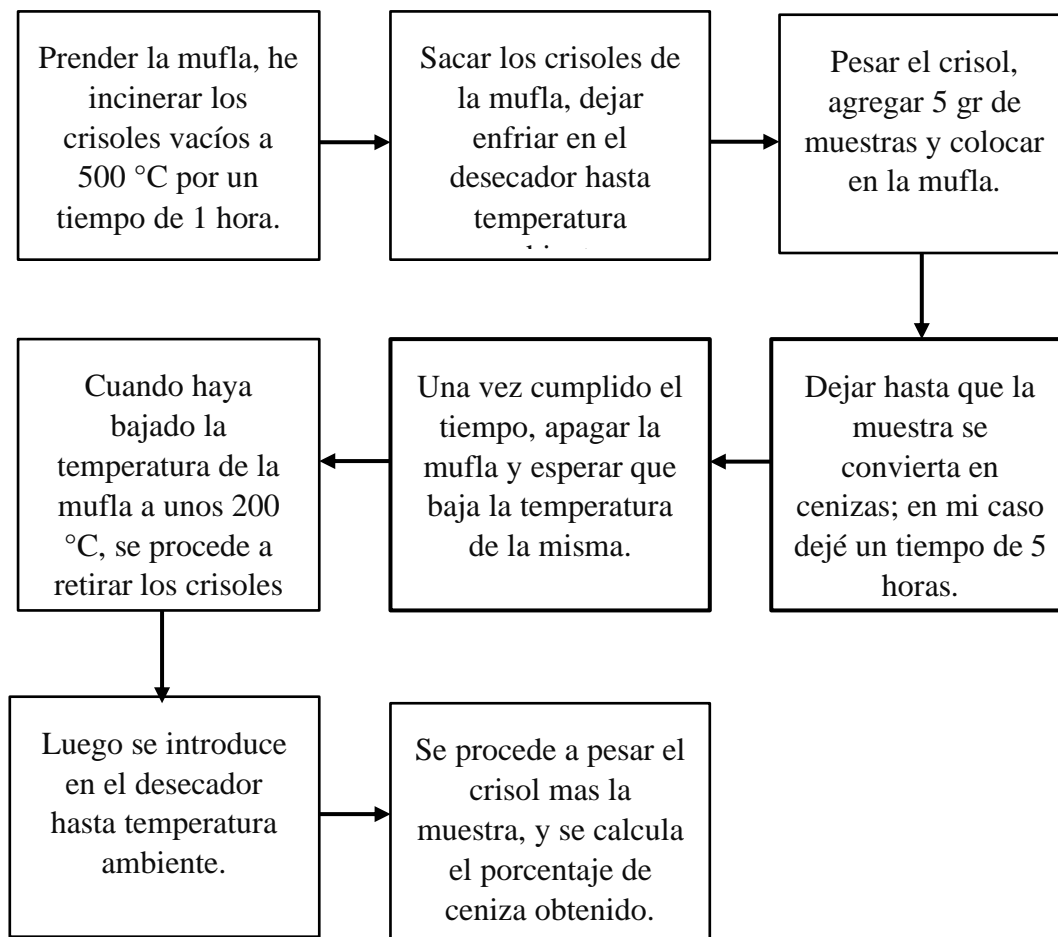 Prender la mufla, he
incinerar los
crisoles vacíos a
500 °C por un
tiempo de 1 hora.
Sacar los crisoles de
la mufla, dejar
enfriar en el
desecador hasta
temperatura
Pesar el crisol,
agregar 5 gr de
muestras y colocar
en la mufla.
Dejar hasta que la
muestra se
convierta en
cenizas; en mi caso
dejé un tiempo de 5
horas.
Una vez cumplido el
tiempo, apagar la
mufla y esperar que
baja la temperatura
de la misma.
Cuando haya
bajado la
temperatura de la
mufla a unos 200
°C, se procede a
retirar los crisoles
Luego se introduce
en el desecador
hasta temperatura
ambiente.
Se procede a pesar el
crisol mas la
muestra, y se calcula
el porcentaje de
ceniza obtenido.